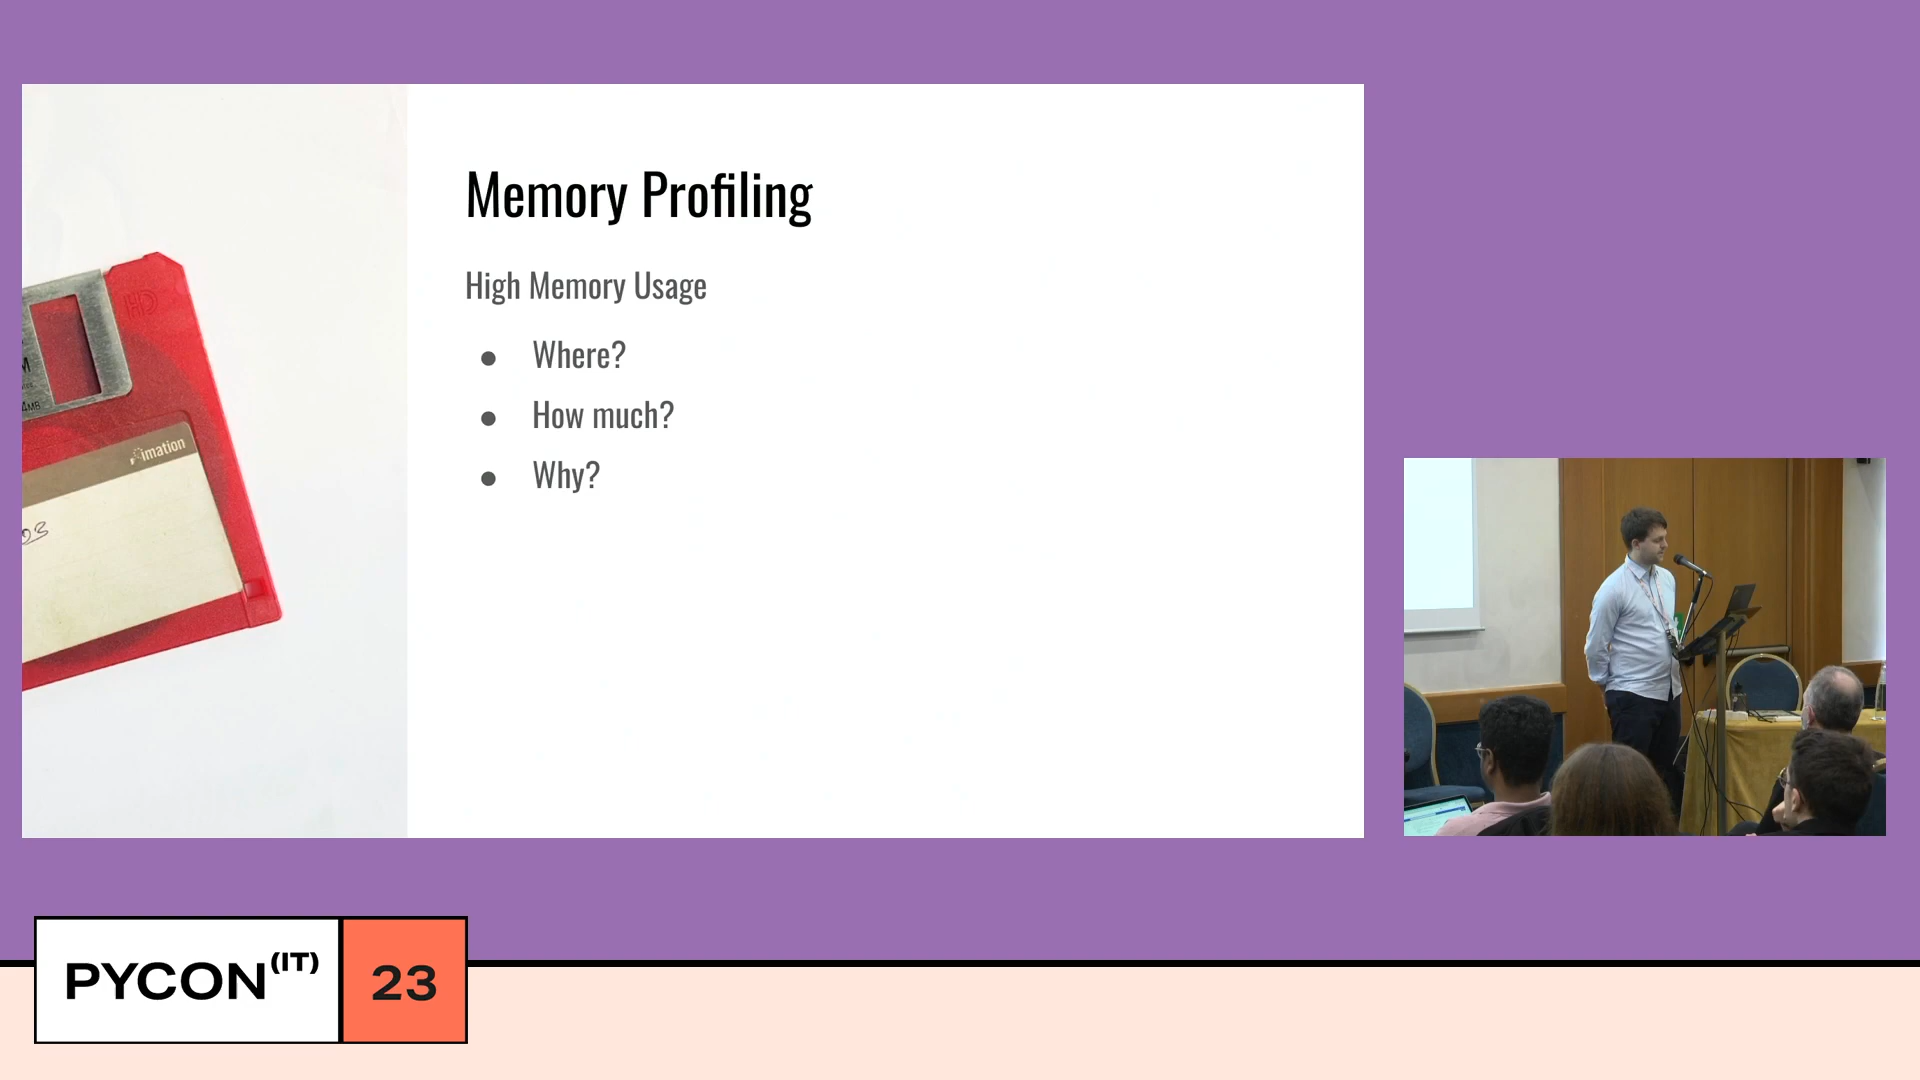 Memory Profiling
High Memory Usage
● Where?
● How much?
● Why?
HD
imation
PYCON(IT) 23